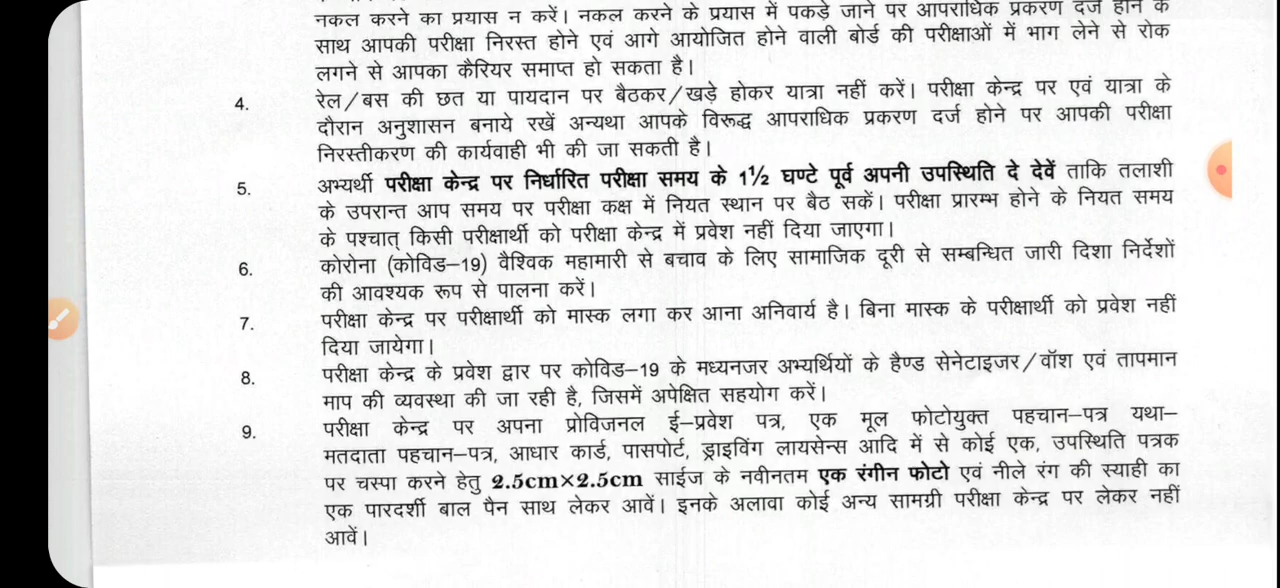 नकल करने का प्रयास न करें। नकल करने के प्रयास में पकड़े जाने पर आपराधिक प्रकरण दर्ज होने के
साथ आपकी परीक्षा निरस्त होने एवं आगे आयोजित होने वाली बोर्ड की परीक्षाओं में भाग लेने से रोक
लगने से आपका कैरियर समाप्त हो सकता है।
4. रेल/बस की छत या पायदान पर बैठकर/खड़े होकर यात्रा नहीं करें। परीक्षा केन्द्र पर एवं यात्रा के
दौरान अनुशासन बनाये रखें अन्यथा आपके विरूद्ध आपराधिक प्रकरण दर्ज होने पर आपकी परीक्षा
निरस्तीकरण की कार्यवाही भी की जा सकती है।
5. अभ्यर्थी परीक्षा केन्द्र पर निर्धारित परीक्षा समय के 1½ घण्टे पूर्व अपनी उपस्थिति दे देवें ताकि तलाशी
के उपरान्त आप समय पर परीक्षा कक्ष में नियत स्थान पर बैठ सकें। परीक्षा प्रारम्भ होने के नियत समय
के पश्चात् किसी परीक्षार्थी को परीक्षा केन्द्र में प्रवेश नहीं दिया जाएगा।
6. कोरोना (कोविड–19) वैश्विक महामारी से बचाव के लिए सामाजिक दूरी से सम्बन्धित जारी दिशा निर्देशों
की आवश्यक रूप से पालना करें।
7. परीक्षा केन्द्र पर परीक्षार्थी को मास्क लगा कर आना अनिवार्य है। बिना मास्क के परीक्षार्थी को प्रवेश नहीं
दिया जायेगा।
8. परीक्षा केन्द्र के प्रवेश द्वार पर कोविड–19 के मध्यनजर अभ्यर्थियों के हैण्ड सेनेटाइजर/वॉश एवं तापमान
माप की व्यवस्था की जा रही है, जिसमें अपेक्षित सहयोग करें।
9. परीक्षा केन्द्र पर अपना प्रोविजनल ई–प्रवेश पत्र, एक मूल फोटोयुक्त पहचान–पत्र यथा–
मतदाता पहचान–पत्र, आधार कार्ड, पासपोर्ट, ड्राइविंग लायसेन्स आदि में से कोई एक, उपस्थिति पत्रक
पर चस्पा करने हेतु 2.5cm×2.5cm साईज के नवीनतम एक रंगीन फोटो एवं नीले रंग की स्याही का
एक पारदर्शी बाल पैन साथ लेकर आवें। इनके अलावा कोई अन्य सामग्री परीक्षा केन्द्र पर लेकर नहीं
आवें।